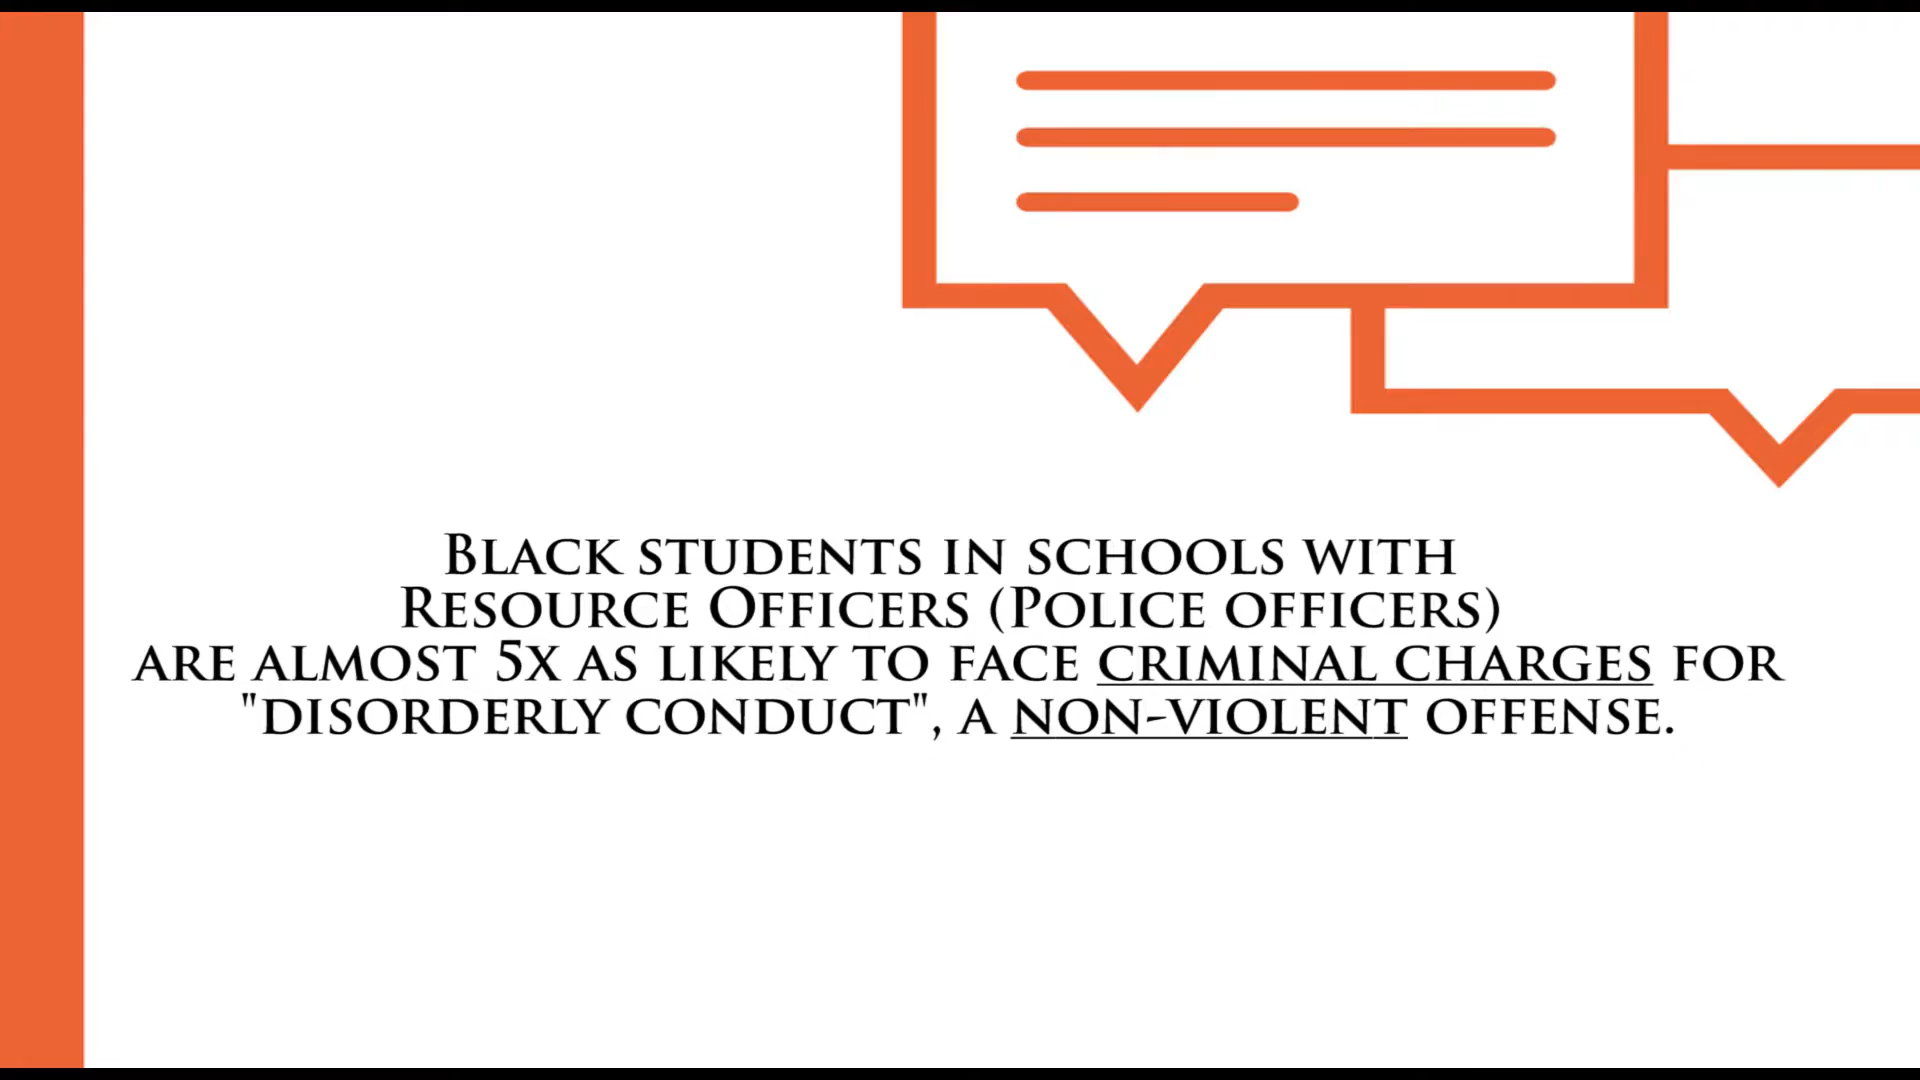 Black students in schools with
Resource Officers (Police officers)
are almost 5x as likely to face criminal charges for
"disorderly conduct", a non-violent offense.